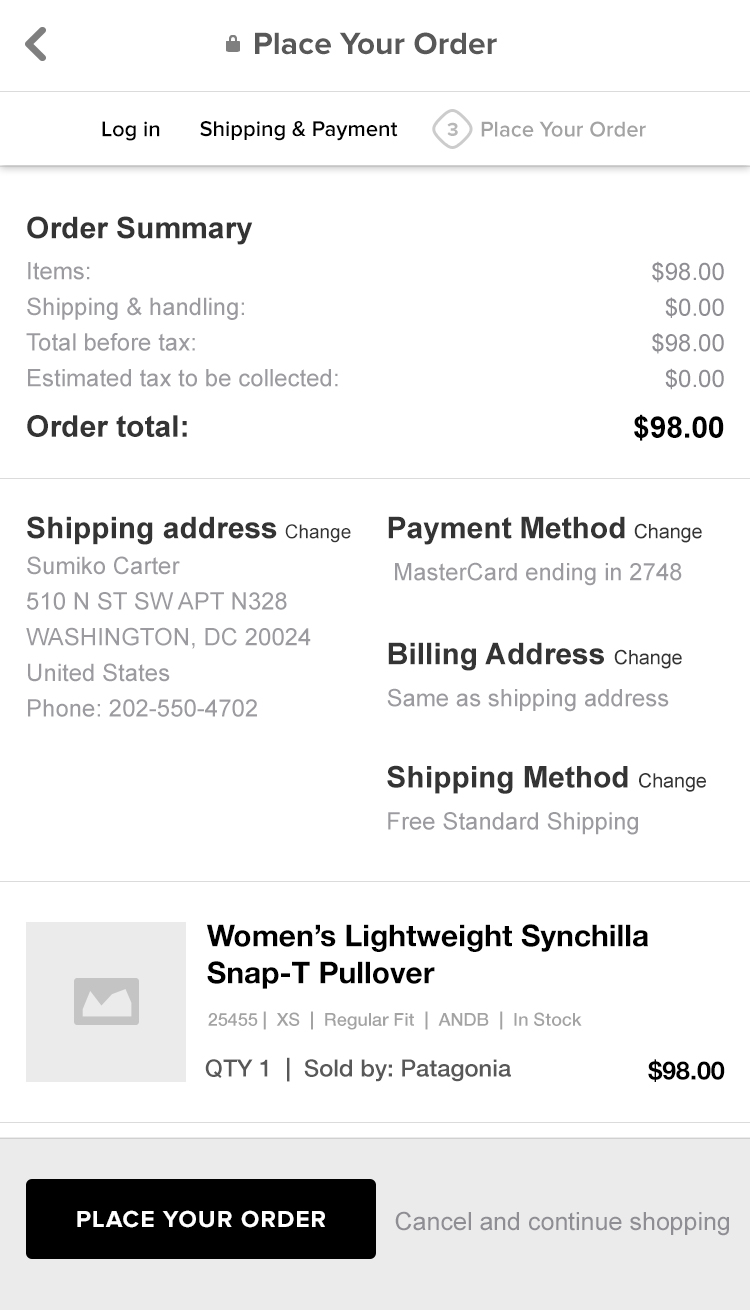 Place Your Order
Log in Shipping & Payment 3 Place Your Order
Order Summary
Items: $98.00
Shipping & handling: $0.00
Total before tax: $98.00
Estimated tax to be collected: $0.00
Order total: $98.00
Shipping address Change
Sumiko Carter
510 N ST SW APT N328
WASHINGTON, DC 20024
United States
Phone: 202-550-4702
Payment Method Change
MasterCard ending in 2748
Billing Address Change
Same as shipping address
Shipping Method Change
Free Standard Shipping
Women’s Lightweight Synchilla
Snap-T Pullover
25455 | XS | Regular Fit | ANDB | In Stock
QTY 1 | Sold by: Patagonia $98.00
PLACE YOUR ORDER Cancel and continue shopping